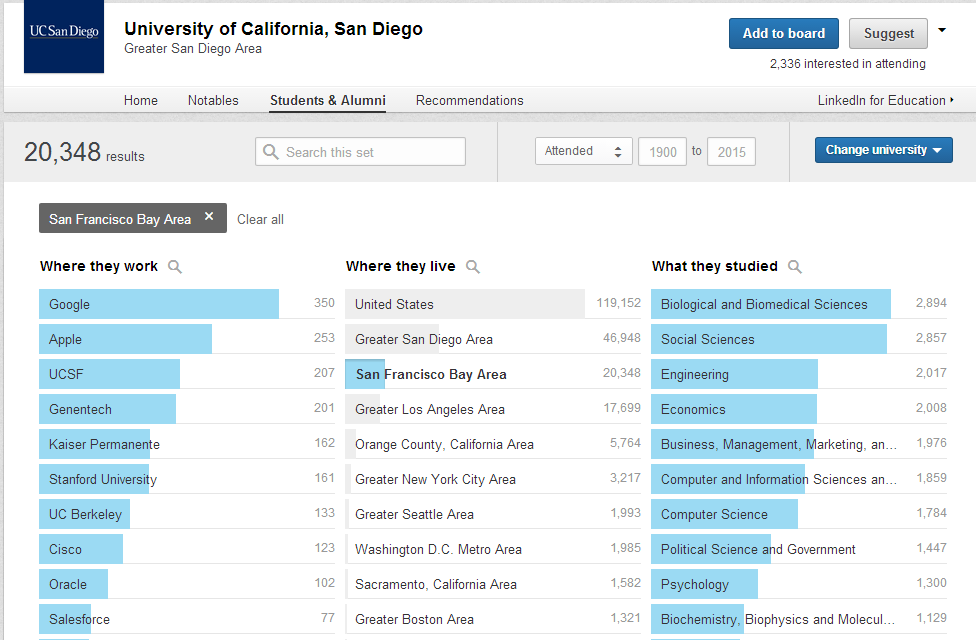 UC San Diego
University of California, San Diego
Greater San Diego Area
Add to board
Suggest
2,336 interested in attending
Home Notables Students & Alumni Recommendations LinkedIn for Education
20,348 results
Search this set
Attended 1900 to 2015
Change university
San Francisco Bay Area × Clear all
Where they work
Google 350
Apple 253
UCSF 207
Genentech 201
Kaiser Permanente 162
Stanford University 161
UC Berkeley 133
Cisco 123
Oracle 102
Salesforce 77
Where they live
United States 119,152
Greater San Diego Area 46,948
San Francisco Bay Area 20,348
Greater Los Angeles Area 17,699
Orange County, California Area 5,764
Greater New York City Area 3,217
Greater Seattle Area 1,993
Washington D.C. Metro Area 1,985
Sacramento, California Area 1,582
Greater Boston Area 1,321
What they studied
Biological and Biomedical Sciences 2,894
Social Sciences 2,857
Engineering 2,017
Economics 2,008
Business, Management, Marketing, an... 1,976
Computer and Information Sciences an... 1,859
Computer Science 1,784
Political Science and Government 1,447
Psychology 1,300
Biochemistry, Biophysics and Molecul... 1,129